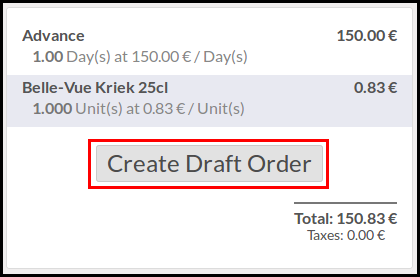 Advance 150.00 €
1.00 Day(s) at 150.00 € / Day(s)
Belle-Vue Kriek 25cl 0.83 €
1.000 Unit(s) at 0.83 € / Unit(s)
Create Draft Order
Total: 150.83 €
Taxes: 0.00 €